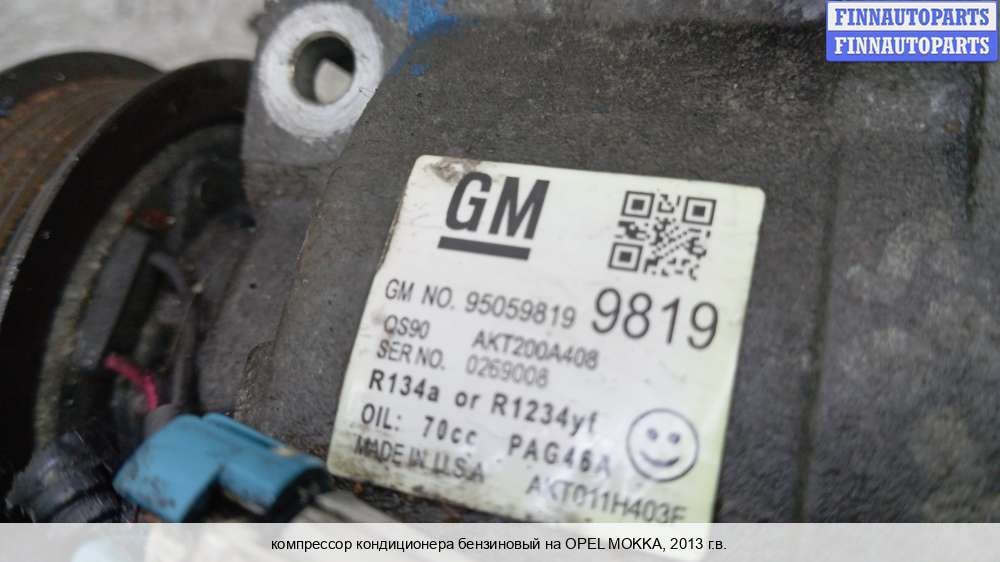 FINNAUTOPARTS
FINNAUTOPARTS
GM
GM NO. 95059819 9819
QS90 AKT200A408
SER NO. 0269008
R134a or R1234yf
OIL: 70cc PAG46A
MADE IN U.S.A
AKT011H403F
компрессор кондиционера бензиновый на OPEL MOKKA, 2013 г.в.